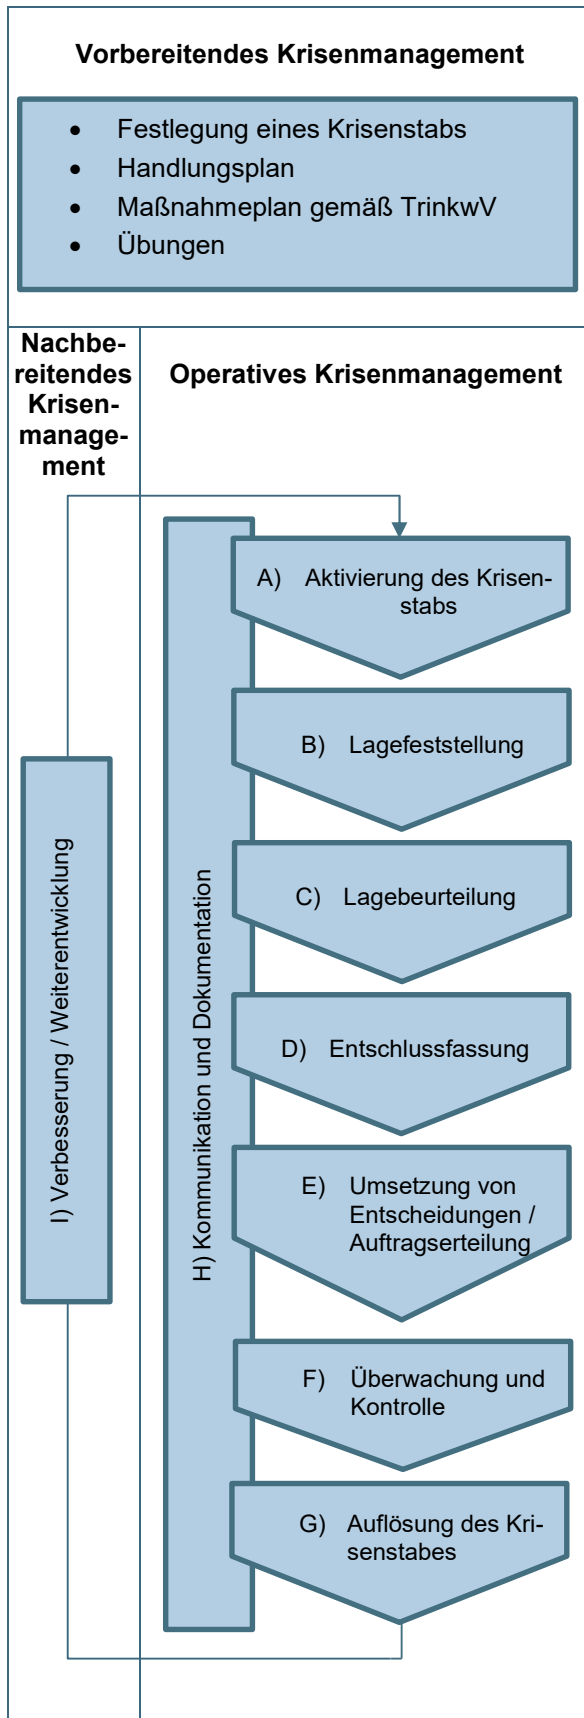 Vorbereitendes Krisenmanagement
• Festlegung eines Krisenstabs
• Handlungsplan
• Maßnahmeplan gemäß TrinkwV
• Übungen
Nachbe-
reitendes
Krisen-
manage-
ment
Operatives Krisenmanagement
A) Aktivierung des Krisen-
stabs
B) Lagefeststellung
C) Lagebeurteilung
D) Entschlussfassung
E) Umsetzung von
Entscheidungen /
Auftragserteilung
F) Überwachung und
Kontrolle
G) Auflösung des Kri-
senstabes
H) Kommunikation und Dokumentation
I) Verbesserung / Weiterentwicklung